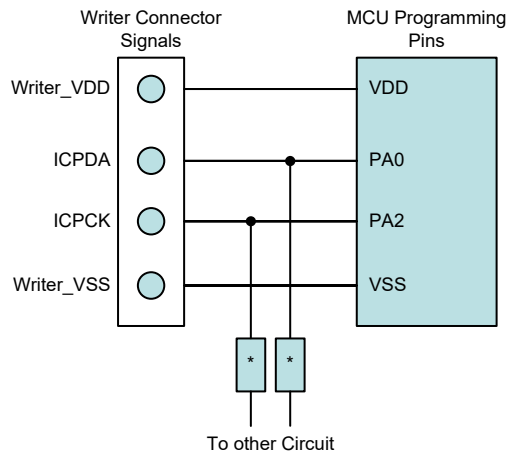 Writer Connector
Signals
MCU Programming
Pins
Writer_VDD
VDD
ICPDA
PA0
ICPCK
PA2
Writer_VSS
VSS
* *
To other Circuit